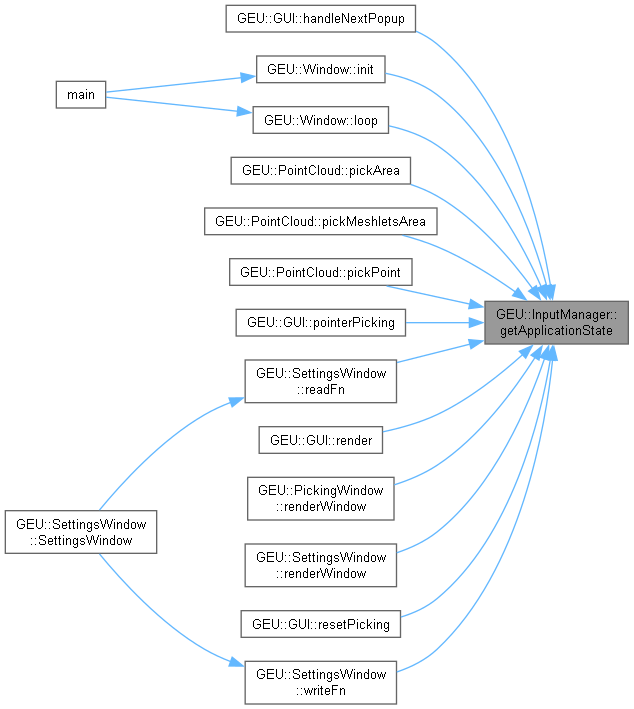 GEU::GUI::handleNextPopup
GEU::Window::init
main
GEU::Window::loop
GEU::PointCloud::pickArea
GEU::PointCloud::pickMeshletsArea
GEU::PointCloud::pickPoint
GEU::InputManager::
getApplicationState
GEU::GUI::pointerPicking
GEU::SettingsWindow
::readFn
GEU::GUI::render
GEU::PickingWindow
::renderWindow
GEU::SettingsWindow
::SettingsWindow
GEU::SettingsWindow
::renderWindow
GEU::GUI::resetPicking
GEU::SettingsWindow
::writeFn